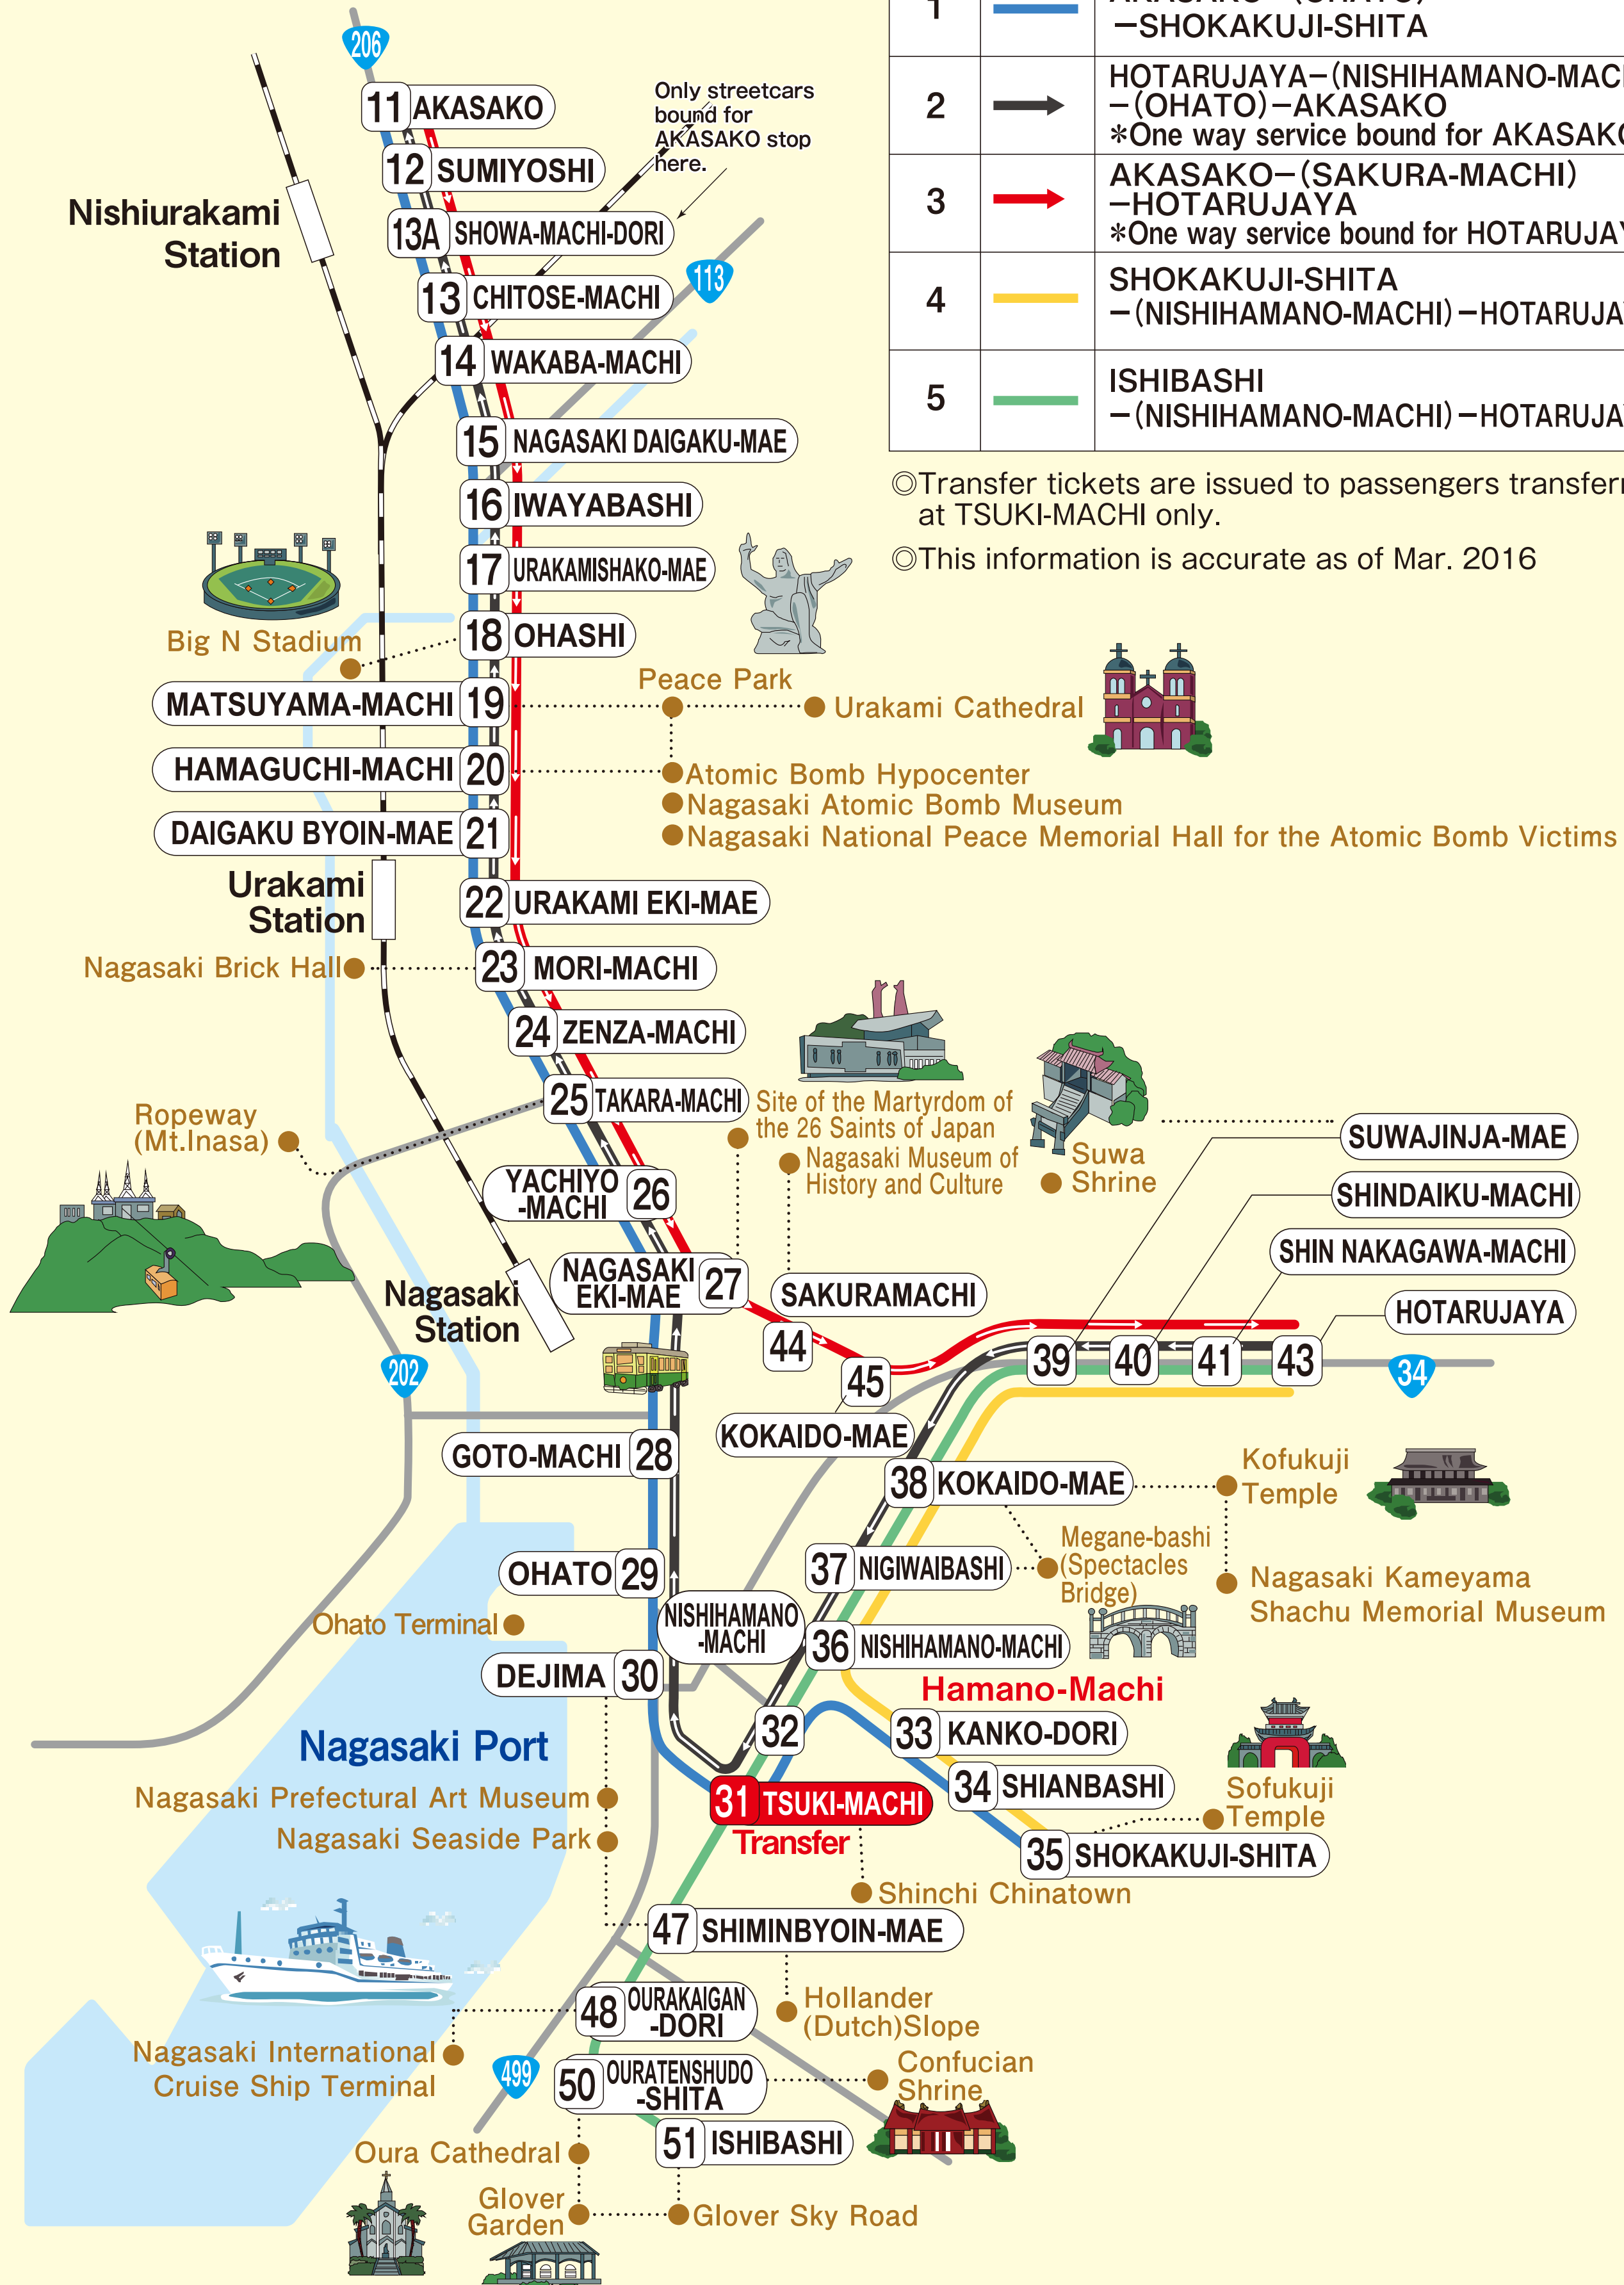 1
—SHOKAKUJI-SHITA
2
HOTARUJAYA—(NISHIHAMANO-MACHI
—(OHATO)—AKASAKO
*One way service bound for AKASAKO
3
AKASAKO—(SAKURA-MACHI)
—HOTARUJAYA
*One way service bound for HOTARUJAY
4
SHOKAKUJI-SHITA
—(NISHIHAMANO-MACHI)—HOTARUJA
5
ISHIBASHI
—(NISHIHAMANO-MACHI)—HOTARUJA
◎Transfer tickets are issued to passengers transferr
at TSUKI-MACHI only.
◎This information is accurate as of Mar. 2016
206
11 AKASAKO
Only streetcars
bound for
AKASAKO stop
here.
12 SUMIYOSHI
Nishiurakami
Station
13A SHOWA-MACHI-DORI
113
13 CHITOSE-MACHI
14 WAKABA-MACHI
15 NAGASAKI DAIGAKU-MAE
16 IWAYABASHI
17 URAKAMISHAKO-MAE
18 OHASHI
Big N Stadium
MATSUYAMA-MACHI 19
Peace Park
Urakami Cathedral
HAMAGUCHI-MACHI 20
Atomic Bomb Hypocenter
Nagasaki Atomic Bomb Museum
Nagasaki National Peace Memorial Hall for the Atomic Bomb Victims
DAIGAKU BYOIN-MAE 21
Urakami
Station
22 URAKAMI EKI-MAE
Nagasaki Brick Hall
23 MORI-MACHI
24 ZENZA-MACHI
25 TAKARA-MACHI
Ropeway
(Mt.Inasa)
Site of the Martyrdom of
the 26 Saints of Japan
Nagasaki Museum of
History and Culture
Suwa
Shrine
SUWAJINJA-MAE
SHINDAIKU-MACHI
SHIN NAKAGAWA-MACHI
HOTARUJAYA
YACHIYO
-MACHI 26
NAGASAKI
EKI-MAE 27
Nagasaki
Station
SAKURAMACHI
44
45
KOKAIDO-MAE
39
40
41
43
34
202
GOTO-MACHI 28
38 KOKAIDO-MAE
Kofukuji
Temple
OHATO 29
37 NIGIWAIBASHI
Megane-bashi
(Spectacles
Bridge)
Nagasaki Kameyama
Shachu Memorial Museum
Ohato Terminal
NISHIHAMANO
-MACHI
36 NISHIHAMANO-MACHI
DEJIMA 30
Hamano-Machi
32
33 KANKO-DORI
Nagasaki Port
34 SHIANBASHI
Sofukuji
Temple
31 TSUKI-MACHI
Transfer
35 SHOKAKUJI-SHITA
Nagasaki Prefectural Art Museum
Nagasaki Seaside Park
Shinchi Chinatown
47 SHIMINBYOIN-MAE
48 OURAKAIGAN
-DORI
Hollander
(Dutch)Slope
Nagasaki International
Cruise Ship Terminal
499
50 OURATENSHUDO
-SHITA
Confucian
Shrine
51 ISHIBASHI
Oura Cathedral
Glover
Garden
Glover Sky Road